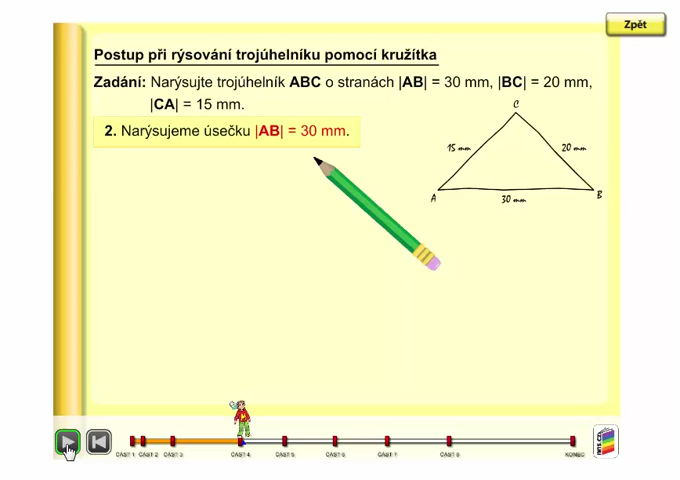 Zpět
Postup při rýsování trojúhelníku pomocí kružítka
Zadání: Narýsujte trojúhelník ABC o stranách |AB| = 30 mm, |BC| = 20 mm,
|CA| = 15 mm.
2. Narýsujeme úsečku |AB| = 30 mm.
C
15 mm
20 mm
A
B
30 mm
ČÁST 1 ČÁST 2 ČÁST 3 ČÁST 4 ČÁST 5 ČÁST 6 ČÁST 7 ČÁST 8 KONEC